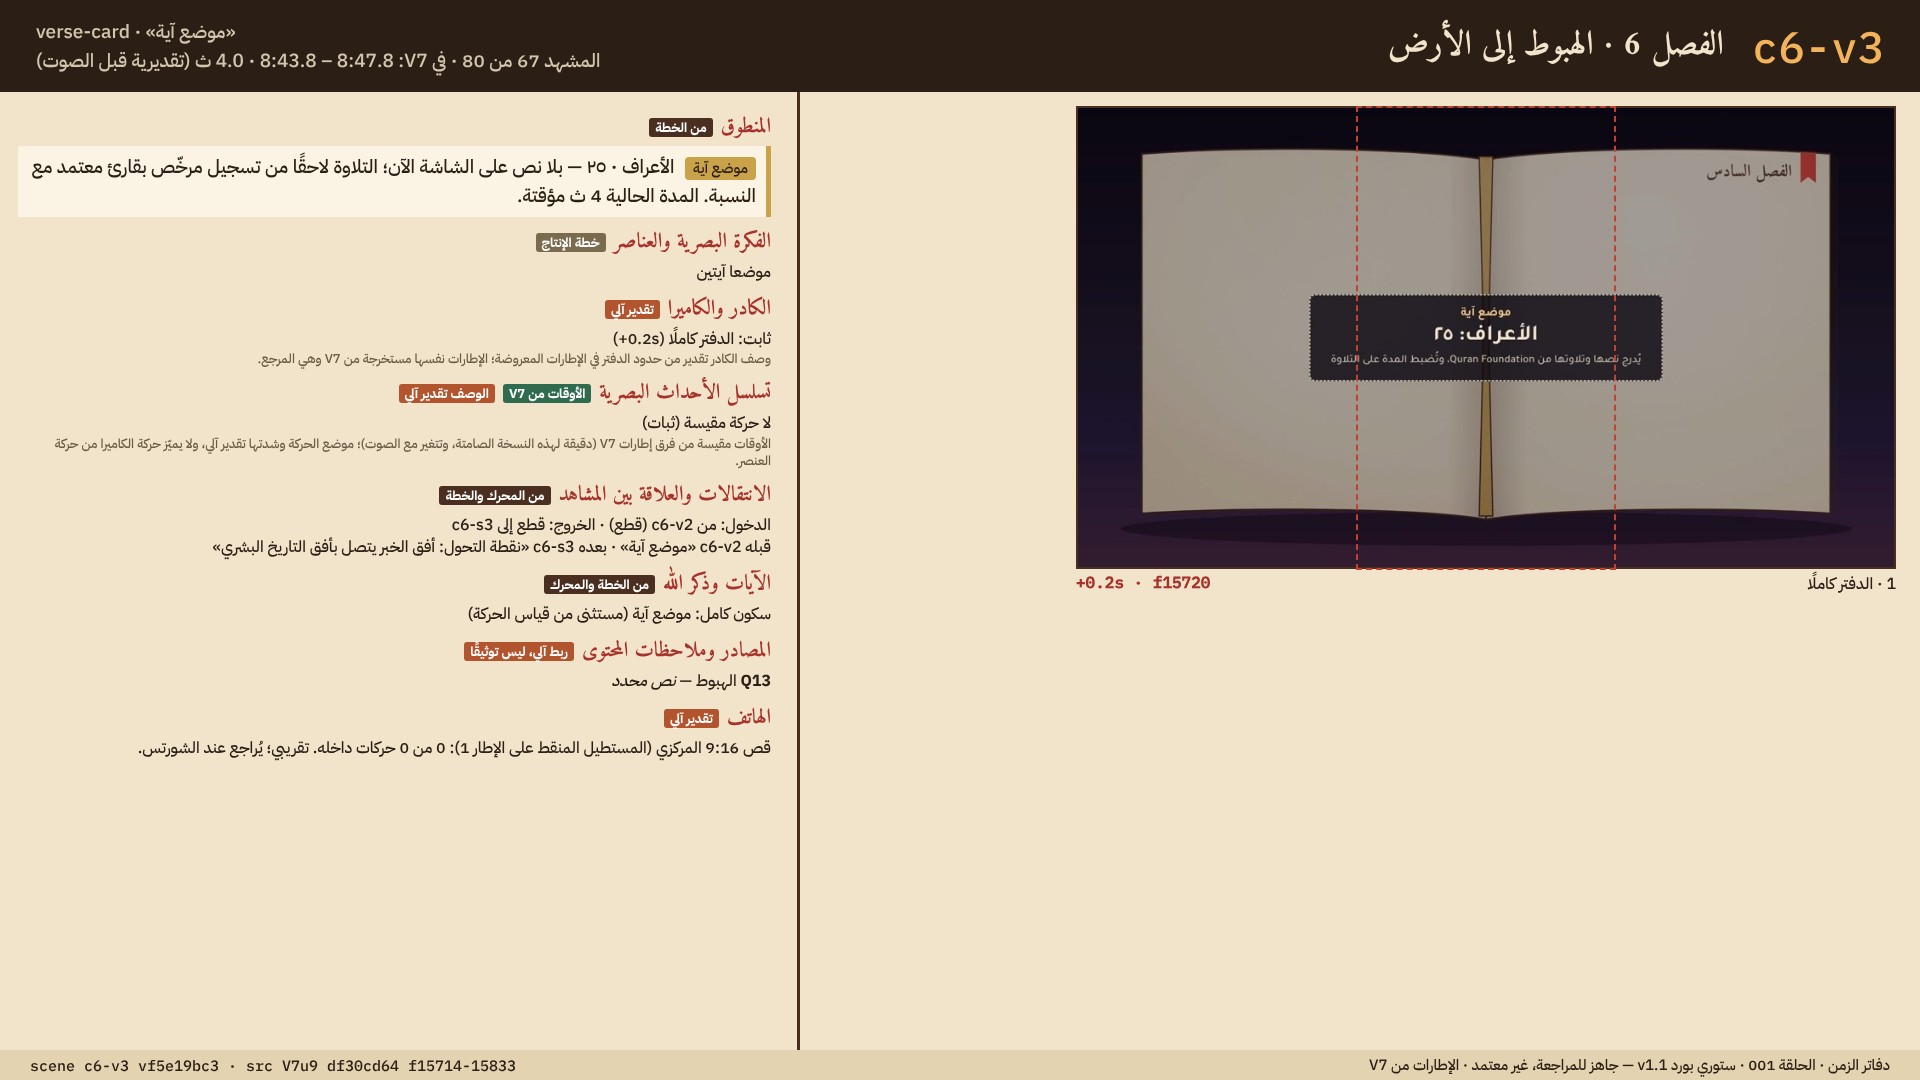 c6-v3 الفصل 6 · الهبوط إلى الأرض
verse-card · «موضع آية»
المشهد 67 من 80 · في V7: 8:43.8 – 8:47.8 · 4.0 ث (تقديرية قبل الصوت)
الفصل السادس
موضع آية
الأعراف: ٢٥
يُدرج نصها وتلاوتها من Quran Foundation، وتُضبط المدة على التلاوة
1 · الدفتر كاملًا
+0.2s · f15720
المنطوق من الخطة
موضع آية الأعراف · ٢٥ — بلا نص على الشاشة الآن؛ التلاوة لاحقًا من تسجيل مرخّص بقارئ معتمد مع
النسبة. المدة الحالية 4 ث مؤقتة.
الفكرة البصرية والعناصر خطة الإنتاج
موضعا آيتين
الكادر والكاميرا تقدير آلي
ثابت: الدفتر كاملًا (+0.2s)
وصف الكادر تقدير من حدود الدفتر في الإطارات المعروضة؛ الإطارات نفسها مستخرجة من V7 وهي المرجع.
تسلسل الأحداث البصرية الأوقات من V7 الوصف تقدير آلي
لا حركة مقيسة (ثبات)
الأوقات مقيسة من فرق إطارات V7 (دقيقة لهذه النسخة الصامتة، وتتغير مع الصوت)؛ موضع الحركة وشدتها تقدير آلي، ولا يميّز حركة الكاميرا من حركة
العنصر.
الانتقالات والعلاقة بين المشاهد من المحرك والخطة
الدخول: من c6-v2 (قطع) · الخروج: قطع إلى c6-s3
قبله c6-v2 «موضع آية» · بعده c6-s3 «نقطة التحول: أفق الخبر يتصل بأفق التاريخ البشري»
الآيات وذكر الله من الخطة والمحرك
سكون كامل: موضع آية (مستثنى من قياس الحركة)
المصادر وملاحظات المحتوى ربط آلي، ليس توثيقًا
Q13 الهبوط — نص محدد
الهاتف تقدير آلي
قص 9:16 المركزي (المستطيل المنقط على الإطار 1): 0 من 0 حركات داخله. تقريبي؛ يُراجع عند الشورتس.
دفاتر الزمن · الحلقة 001 · ستوري بورد v1.1 — جاهز للمراجعة، غير معتمد · الإطارات من V7
scene c6-v3 vf5e19bc3 · src V7u9 df30cd64 f15714-15833